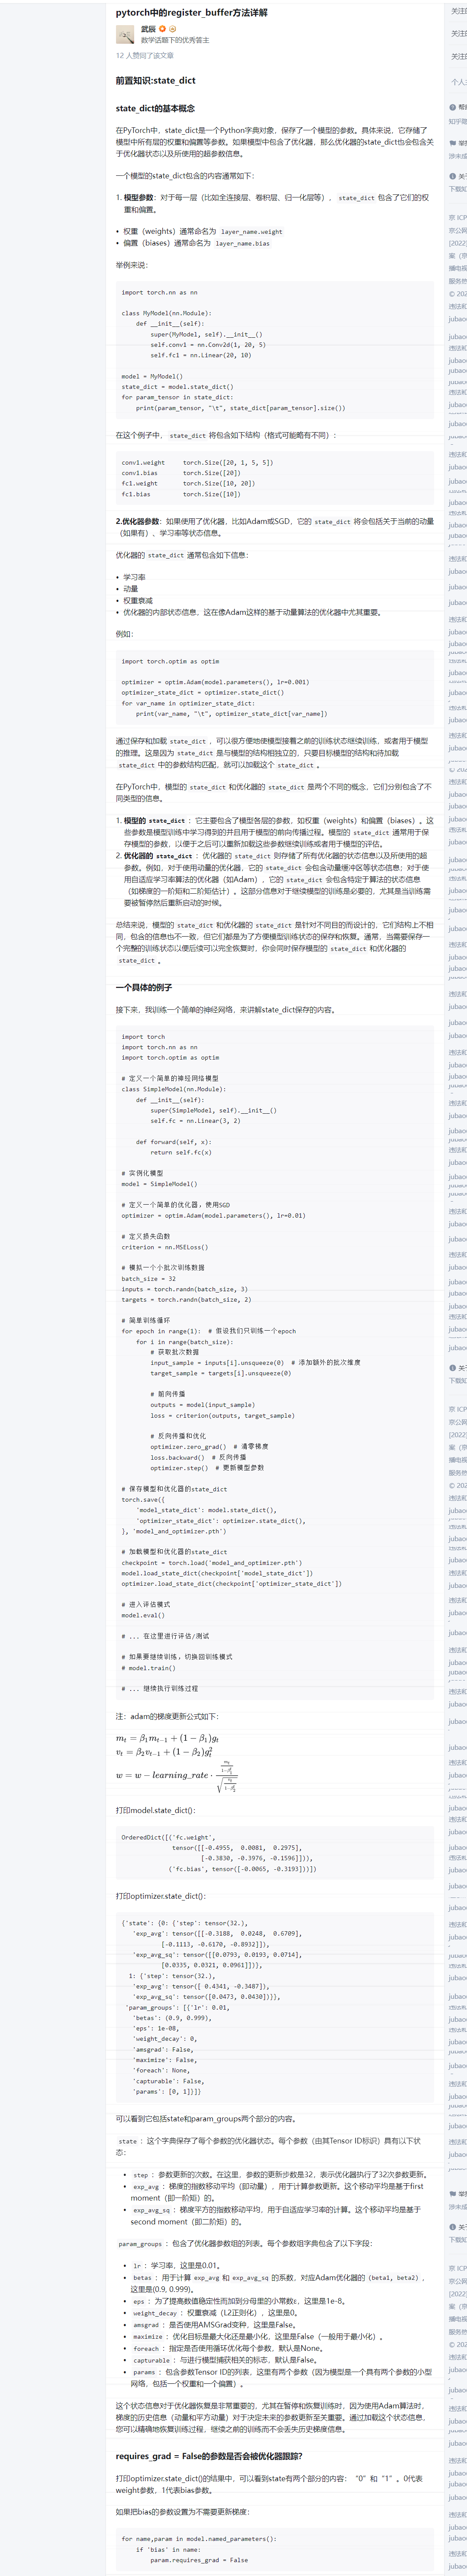 pytorch中的register_buffer方法详解
武辰
数学话题下的优秀答主
12 人赞同了该文章
前置知识:state_dict
state_dict的基本概念
在PyTorch中，state_dict是一个Python字典对象，保存了一个模型的参数。具体来说，它存储了
模型中所有层的权重和偏置等参数。如果模型中包含了优化器，那么优化器的state_dict也会包含关
于优化器状态以及所使用的超参数信息。
一个模型的state_dict包含的内容通常如下：
1. 模型参数：对于每一层（比如全连接层、卷积层、归一化层等），state_dict 包含了它们的权
重和偏置。
• 权重（weights）通常命名为 layer_name.weight
• 偏置（biases）通常命名为 layer_name.bias
举例来说：
import torch.nn as nn
class MyModel(nn.Module):
def __init__(self):
super(MyModel, self).__init__()
self.conv1 = nn.Conv2d(1, 20, 5)
self.fc1 = nn.Linear(20, 10)
model = MyModel()
state_dict = model.state_dict()
for param_tensor in state_dict:
print(param_tensor, "\t", state_dict[param_tensor].size())
在这个例子中，state_dict 将包含如下结构（格式可能略有不同）：
conv1.weight torch.Size([20, 1, 5, 5])
conv1.bias torch.Size([20])
fc1.weight torch.Size([10, 20])
fc1.bias torch.Size([10])
2.优化器参数：如果使用了优化器，比如Adam或SGD，它的 state_dict 将会包括关于当前的动量
（如果有）、学习率等状态信息。
优化器的 state_dict 通常包含如下信息：
• 学习率
• 动量
• 权重衰减
• 优化器的内部状态信息，这在像Adam这样的基于动量算法的优化器中尤其重要。
例如：
import torch.optim as optim
optimizer = optim.Adam(model.parameters(), lr=0.001)
optimizer_state_dict = optimizer.state_dict()
for var_name in optimizer_state_dict:
print(var_name, "\t", optimizer_state_dict[var_name])
通过保存和加载 state_dict ，可以很方便地使模型接着之前的训练状态继续训练，或者用于模型
的推理。这是因为 state_dict 是与模型的结构相独立的，只要目标模型的结构和待加载
state_dict 中的参数结构匹配，就可以加载这个 state_dict 。
在PyTorch中，模型的 state_dict 和优化器的 state_dict 是两个不同的概念，它们分别包含了不
同类型的信息。
1. 模型的 state_dict ：它主要包含了模型各层的参数，如权重（weights）和偏置（biases）。这
些参数是模型训练中学习得到的并且用于模型的前向传播过程。模型的 state_dict 通常用于保
存模型的参数，以便于之后可以重新加载这些参数继续训练或者用于模型的评估。
2. 优化器的 state_dict ：优化器的 state_dict 则存储了所有优化器的状态信息以及所使用的超
参数。例如，对于使用动量的优化器，它的 state_dict 会包含动量缓冲区等状态信息；对于使
用自适应学习率算法的优化器（如Adam），它的 state_dict 会包含特定于算法的状态信息
（如梯度的一阶矩和二阶矩估计）。这部分信息对于继续模型的训练是必要的，尤其是当训练需
要被暂停然后重新启动的时候。
总结来说，模型的 state_dict 和优化器的 state_dict 是针对不同目的而设计的，它们结构上不相
同，包含的信息也不一致，但它们都是为了方便模型训练状态的保存和恢复。通常，当需要保存一
个完整的训练状态以便后续可以完全恢复时，你会同时保存模型的 state_dict 和优化器的
state_dict 。
一个具体的例子
接下来，我训练一个简单的神经网络，来讲解state_dict保存的内容。
import torch
import torch.nn as nn
import torch.optim as optim
# 定义一个简单的神经网络模型
class SimpleModel(nn.Module):
def __init__(self):
super(SimpleModel, self).__init__()
self.fc = nn.Linear(3, 2)
def forward(self, x):
return self.fc(x)
# 实例化模型
model = SimpleModel()
# 定义一个简单的优化器，使用SGD
optimizer = optim.Adam(model.parameters(), lr=0.01)
# 定义损失函数
criterion = nn.MSELoss()
# 模拟一个小批次训练数据
batch_size = 32
inputs = torch.randn(batch_size, 3)
targets = torch.randn(batch_size, 2)
# 简单训练循环
for epoch in range(1): # 假设我们只训练一个epoch
for i in range(batch_size):
# 获取批次数据
input_sample = inputs[i].unsqueeze(0) # 添加额外的批次维度
target_sample = targets[i].unsqueeze(0)
# 前向传播
outputs = model(input_sample)
loss = criterion(outputs, target_sample)
# 反向传播和优化
optimizer.zero_grad() # 清零梯度
loss.backward() # 反向传播
optimizer.step() # 更新模型参数
# 保存模型和优化器的state_dict
torch.save({
'model_state_dict': model.state_dict(),
'optimizer_state_dict': optimizer.state_dict(),
}, 'model_and_optimizer.pth')
# 加载模型和优化器的state_dict
checkpoint = torch.load('model_and_optimizer.pth')
model.load_state_dict(checkpoint['model_state_dict'])
optimizer.load_state_dict(checkpoint['optimizer_state_dict'])
# 进入评估模式
model.eval()
# ... 在这里进行评估/测试
# 如果要继续训练，切换回训练模式
# model.train()
# ... 继续执行训练过程
注：adam的梯度更新公式如下：
m_t = β_1 m_{t−1} + (1 − β_1) g_t
v_t = β_2 v_{t−1} + (1 − β_2) g_t^2
w = w − learning_rate · \frac{\frac{m_t}{1−β_1^t}}{\sqrt{\frac{v_t}{1−β_2^t}}}
打印model.state_dict()：
OrderedDict([('fc.weight',
tensor([[-0.4955, 0.0081, 0.2975],
[-0.3830, -0.3976, -0.1596]])),
('fc.bias', tensor([-0.0065, -0.3193]))])
打印optimizer.state_dict()：
{'state': {0: {'step': tensor(32.),
'exp_avg': tensor([[-0.3188, 0.0248, 0.6709],
[-0.1113, -0.6170, -0.8932]]),
'exp_avg_sq': tensor([[0.0793, 0.0193, 0.0714],
[0.0335, 0.0321, 0.0961]])},
1: {'step': tensor(32.),
'exp_avg': tensor([ 0.4341, -0.3487]),
'exp_avg_sq': tensor([0.0473, 0.0430])}},
'param_groups': [{'lr': 0.01,
'betas': (0.9, 0.999),
'eps': 1e-08,
'weight_decay': 0,
'amsgrad': False,
'maximize': False,
'foreach': None,
'capturable': False,
'params': [0, 1]}]}
可以看到它包括state和param_groups两个部分的内容。
state ：这个字典保存了每个参数的优化器状态。每个参数（由其Tensor ID标识）具有以下状
态：
• step ：参数更新的次数。在这里，参数的更新步数是32，表示优化器执行了32次参数更新。
• exp_avg ：梯度的指数移动平均（即动量），用于计算参数更新。这个移动平均是基于first
moment（即一阶矩）的。
• exp_avg_sq ：梯度平方的指数移动平均，用于自适应学习率的计算。这个移动平均是基于
second moment（即二阶矩）的。
param_groups ：包含了优化器参数组的列表。每个参数组字典包含了以下字段：
• lr ：学习率，这里是0.01。
• betas ：用于计算 exp_avg 和 exp_avg_sq 的系数，对应Adam优化器的 (beta1, beta2) ，
这里是(0.9, 0.999)。
• eps ：为了提高数值稳定性而加到分母里的小常数ε，这里是1e-8。
• weight_decay ：权重衰减（L2正则化），这里是0。
• amsgrad ：是否使用AMSGrad变种，这里是False。
• maximize ：优化目标是最大化还是最小化，这里是False（一般用于最小化）。
• foreach ：指定是否使用循环优化每个参数，默认是None。
• capturable ：与进行模型捕获相关的标志，默认是False。
• params ：包含参数Tensor ID的列表，这里有两个参数（因为模型是一个具有两个参数的小型
网络，包括一个权重和一个偏置）。
这个状态信息对于优化器恢复是非常重要的，尤其在暂停和恢复训练时，因为使用Adam算法时，
梯度的历史信息（动量和平方动量）对于决定未来的参数更新至关重要。通过加载这个状态信息，
您可以精确地恢复训练过程，继续之前的训练而不会丢失历史梯度信息。
requires_grad = False的参数是否会被优化器跟踪？
打印optimizer.state_dict()的结果中，可以看到state有两个部分的内容：“0”和“1”。0代表
weight参数，1代表bias参数。
如果把bias的参数设置为不需要更新梯度：
for name,param in model.named_parameters():
if 'bias' in name:
param.requires_grad = False